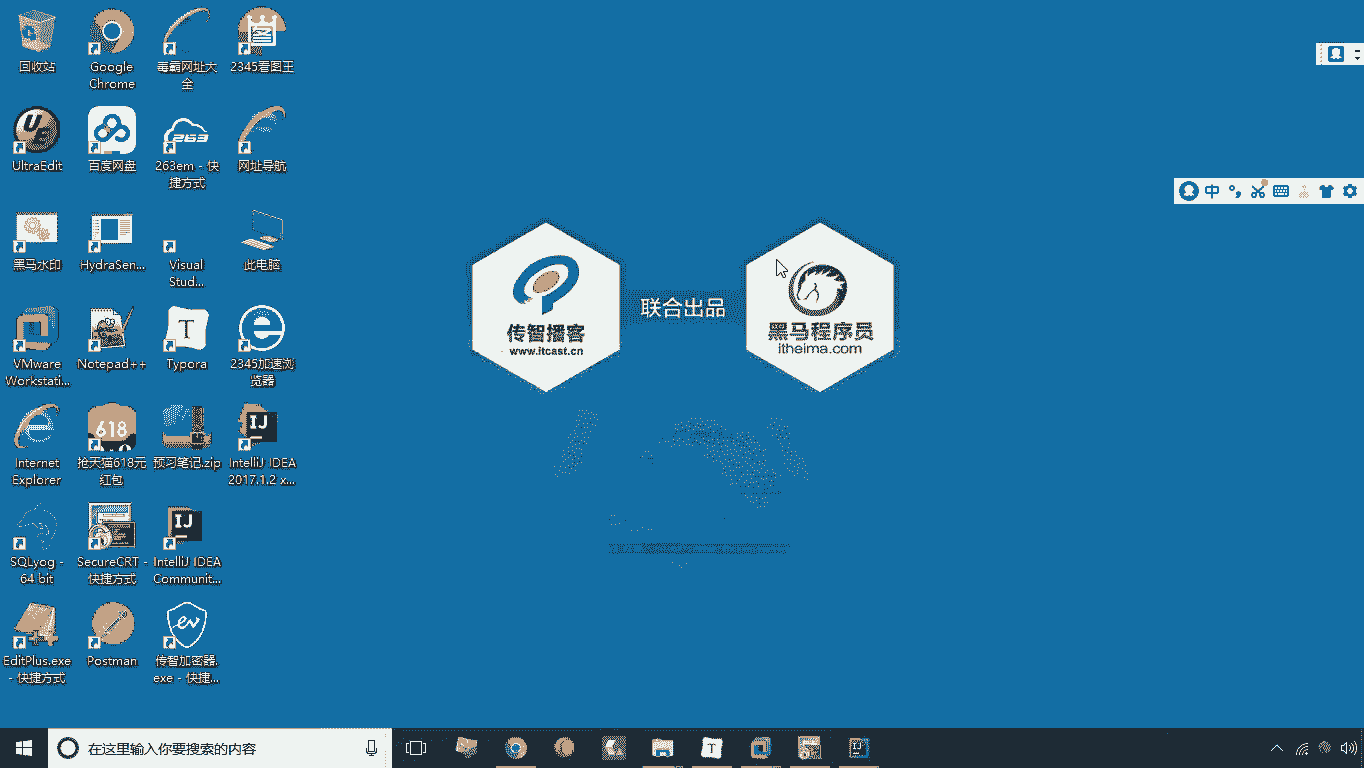 回收站
Google
Chrome
毒霸网址大
全
2345看图王
UltraEdit
百度网盘
263em - 快
捷方式
网址导航
黑马水印
HydraSen...
Visual
Stud...
此电脑
VMware
Workstati...
Notepad++
Typora
2345加速浏
览器
Internet
Explorer
抢天猫618元
红包
预习笔记.zip
IntelliJ IDEA
2017.1.2 x...
SQLyog -
64 bit
SecureCRT -
快捷方式
IntelliJ IDEA
Communit...
EditPlus.exe
- 快捷方式
Postman
传智加密器.
exe - 快捷...
UE
263
T
IJ
618
IJ
ev
中
传智播客
www.itcast.cn
联合出品
黑马程序员
itheima.com
在这里输入你要搜索的内容
T
IJ